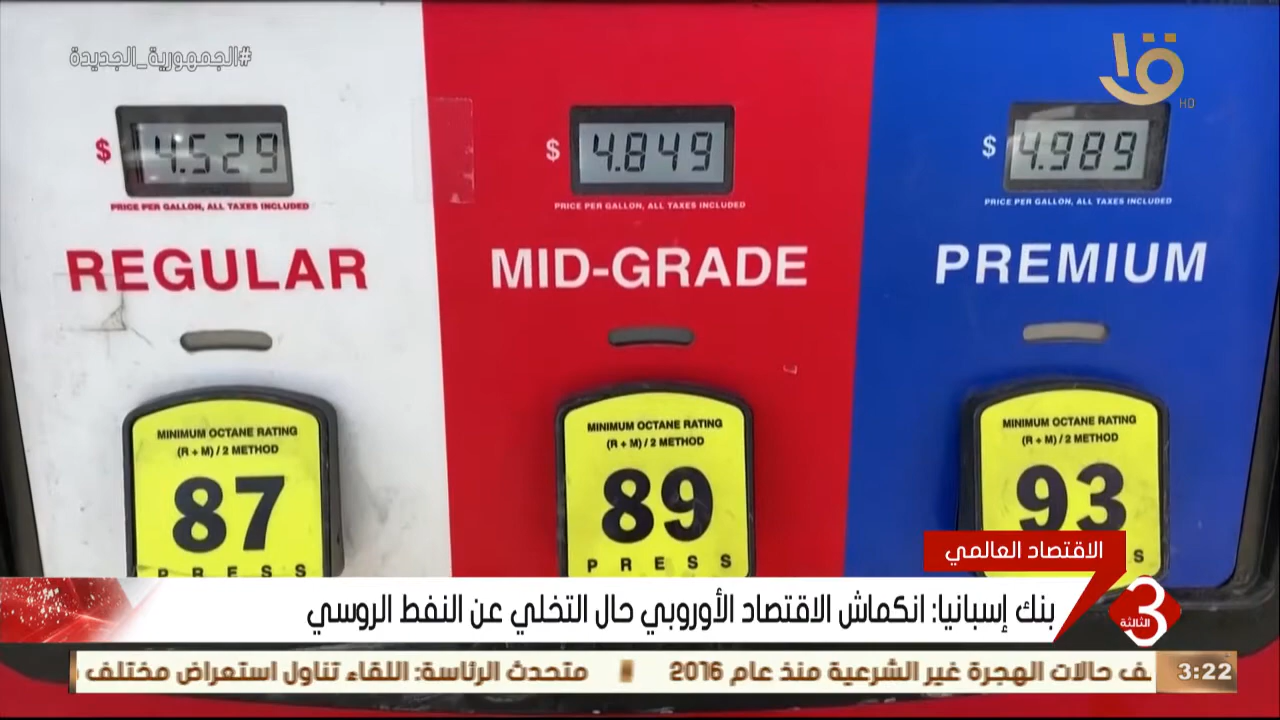 #الجمهورية_الجديدة
HD
$ 4.529
PRICE PER GALLON, ALL TAXES INCLUDED
REGULAR
MINIMUM OCTANE RATING
(R + M) / 2 METHOD
87
PRESS
$ 4.849
PRICE PER GALLON, ALL TAXES INCLUDED
MID-GRADE
MINIMUM OCTANE RATING
(R + M) / 2 METHOD
89
PRESS
$ 4.989
PRICE PER GALLON, ALL TAXES INCLUDED
PREMIUM
MINIMUM OCTANE RATING
(R + M) / 2 METHOD
93
S
الاقتصاد العالمي
3 الثالثة
بنك إسبانيا: انكماش الاقتصاد الأوروبي حال التخلي عن النفط الروسي
3:22
حالات الهجرة غير الشرعية منذ عام 2016
متحدث الرئاسة: اللقاء تناول استعراض مختلف